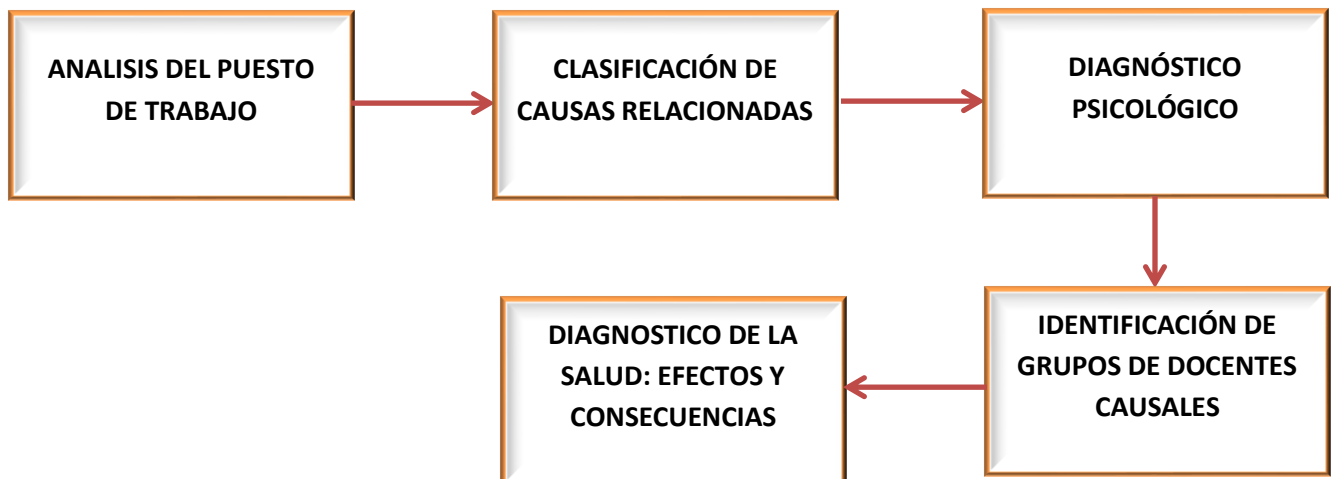 ANALISIS DEL PUESTO
DE TRABAJO
CLASIFICACIÓN DE
CAUSAS RELACIONADAS
DIAGNÓSTICO
PSICOLÓGICO
IDENTIFICACIÓN DE
GRUPOS DE DOCENTES
CAUSALES
DIAGNOSTICO DE LA
SALUD: EFECTOS Y
CONSECUENCIAS